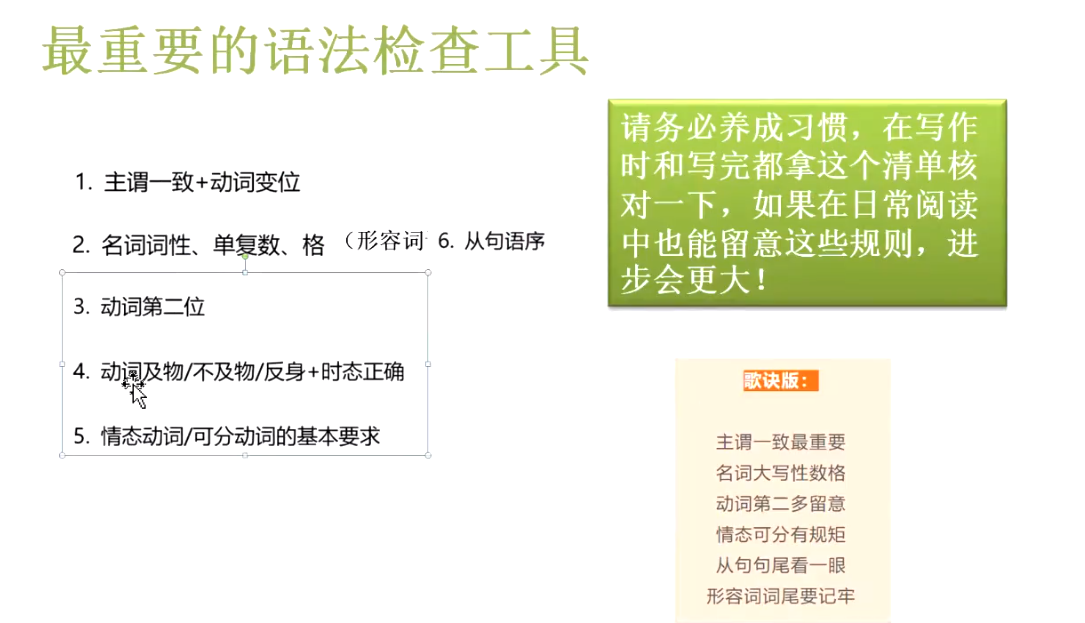 最重要的语法检查工具
1. 主谓一致+动词变位
2. 名词词性、单复数、格（形容词
6. 从句语序
3. 动词第二位
4. 动词及物/不及物/反身+时态正确
5. 情态动词/可分动词的基本要求
请务必养成习惯，在写作
时和写完都拿这个清单核
对一下，如果在日常阅读
中也能留意这些规则，进
步会更大！
歌诀版：
主谓一致最重要
名词大写性数格
动词第二多留意
情态可分有规矩
从句句尾看一眼
形容词词尾要记牢